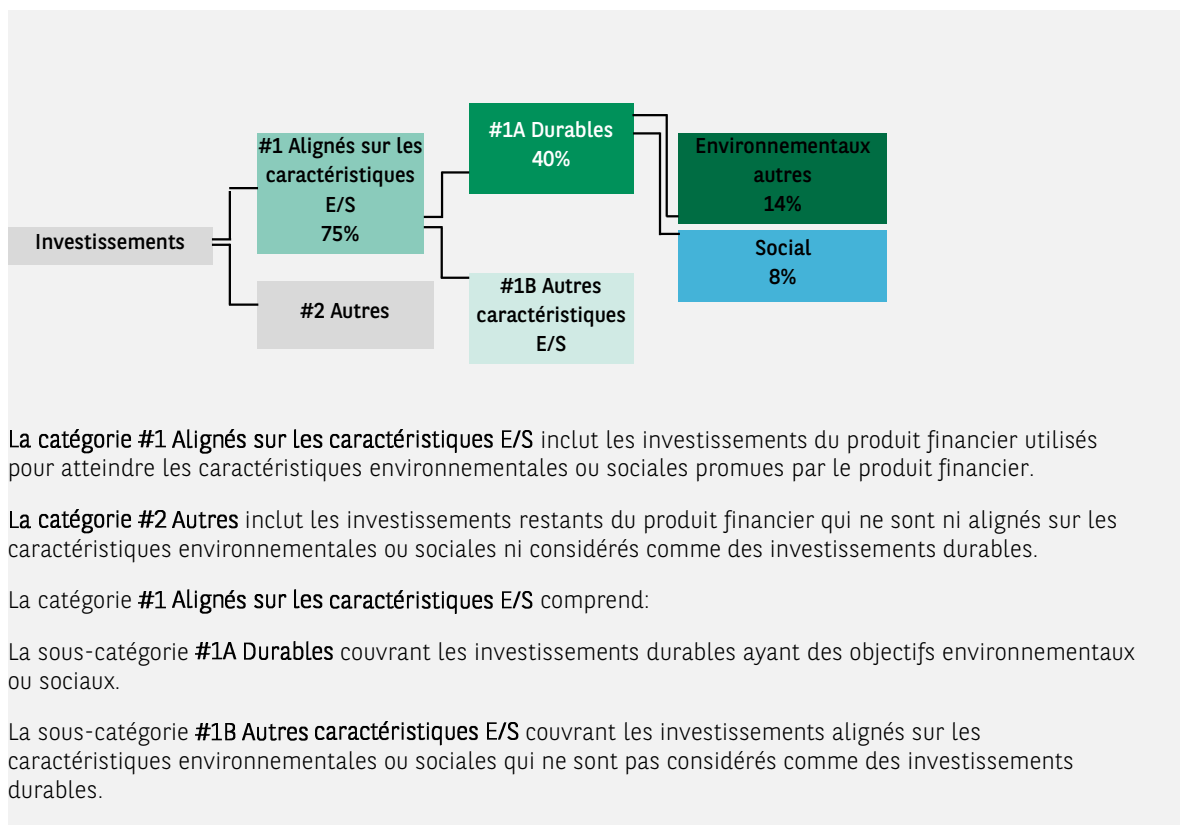 #1A Durables
40%
#1 Alignés sur les
caractéristiques
E/S
75%
Environnementaux
autres
14%
Investissements
Social
8%
#2 Autres
#1B Autres
caractéristiques
E/S
La catégorie #1 Alignés sur les caractéristiques E/S inclut les investissements du produit financier utilisés
pour atteindre les caractéristiques environnementales ou sociales promues par le produit financier.
La catégorie #2 Autres inclut les investissements restants du produit financier qui ne sont ni alignés sur les
caractéristiques environnementales ou sociales ni considérés comme des investissements durables.
La catégorie #1 Alignés sur les caractéristiques E/S comprend:
La sous-catégorie #1A Durables couvrant les investissements durables ayant des objectifs environnementaux
ou sociaux.
La sous-catégorie #1B Autres caractéristiques E/S couvrant les investissements alignés sur les
caractéristiques environnementales ou sociales qui ne sont pas considérés comme des investissements
durables.